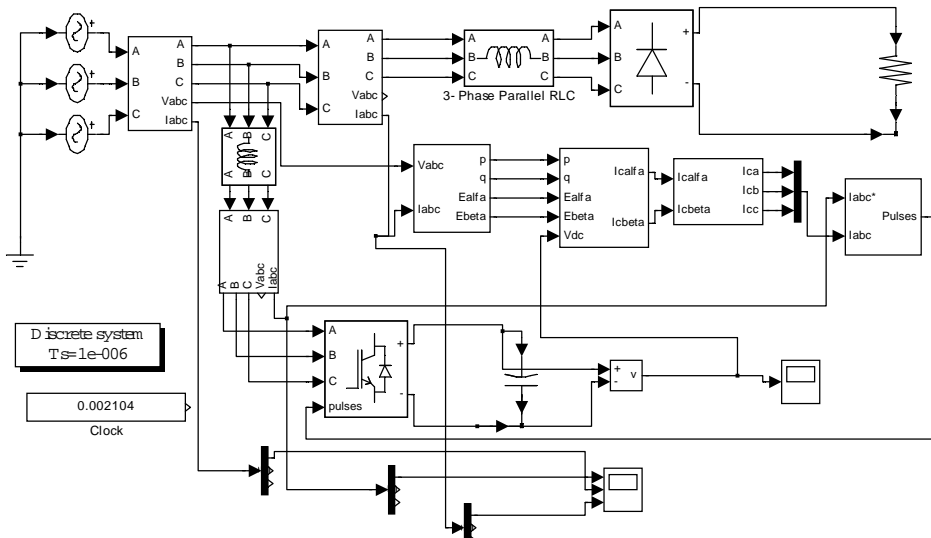 +
A
B
C
A
B
C
Vabc
Iabc
+
+
A
B
C
A
B
C
Vabc
Iabc
A
B
C
A
B
C
3- Phase Parallel RLC
A
B
C
+
-
A B C
A B C
A B C
A B C Vabc Iabc
Vabc
Iabc
p
q
Ealfa
Ebeta
p
q
Ealfa
Ebeta
Vdc
Icalfa
Icbeta
Icalfa
Icbeta
Ica
Icb
Icc
Iabc*
Iabc
Pulses
Discrete system
Ts=1e-006
0.002104
Clock
A
B
C
pulses
+
-
+
-
v